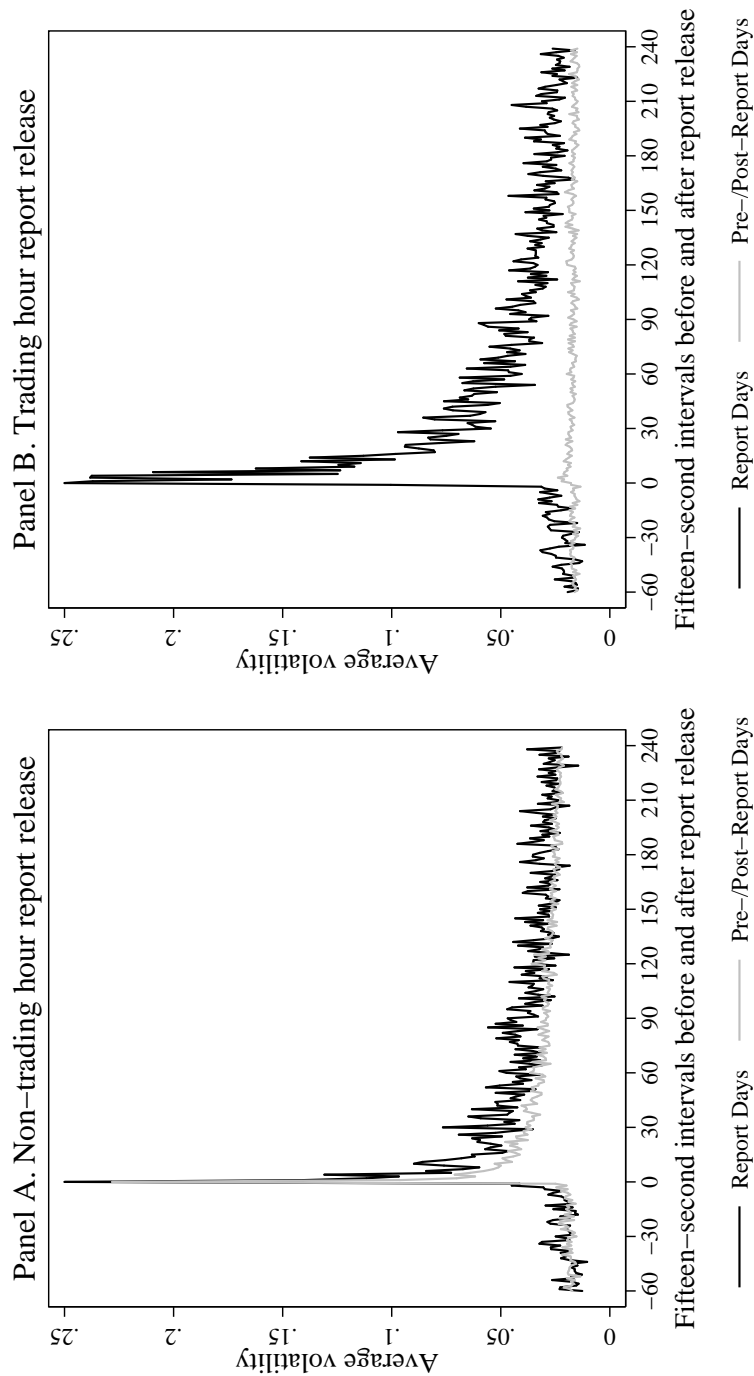 Panel A. Non−trading hour report release
Average volatility
.25
.2
.15
.1
.05
0
−60 −30 0 30 60 90 120 150 180 210 240
Fifteen−second intervals before and after report release
Report Days Pre−/Post−Report Days
Panel B. Trading hour report release
Average volatility
.25
.2
.15
.1
.05
0
−60 −30 0 30 60 90 120 150 180 210 240
Fifteen−second intervals before and after report release
Report Days Pre−/Post−Report Days